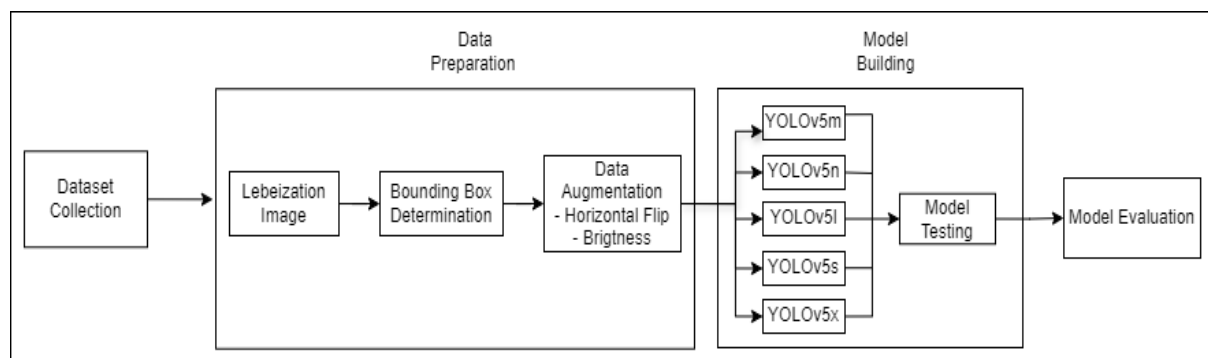 Data
Preparation
Model
Building
Dataset
Collection
Lebeization
Image
Bounding Box
Determination
Data
Augmentation
- Horizontal Flip
- Brigtness
YOLOv5m
YOLOv5n
YOLOv5l
YOLOv5s
YOLOv5x
Model
Testing
Model Evaluation